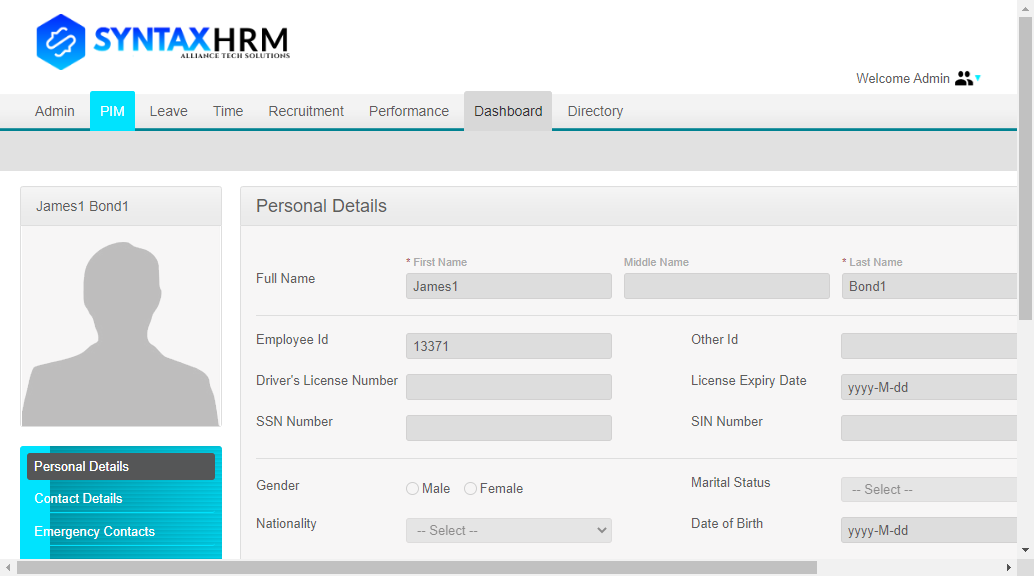 SYNTAXHRM
ALLIANCE TECH SOLUTIONS
Welcome Admin
Admin PIM Leave Time Recruitment Performance Dashboard Directory
James1 Bond1
Personal Details
* First Name Middle Name * Last Name
Full Name James1 Bond1
Employee Id 13371 Other Id
Driver's License Number License Expiry Date yyyy-M-dd
SSN Number SIN Number
Gender Male Female Marital Status -- Select --
Nationality -- Select -- Date of Birth yyyy-M-dd
Personal Details
Contact Details
Emergency Contacts